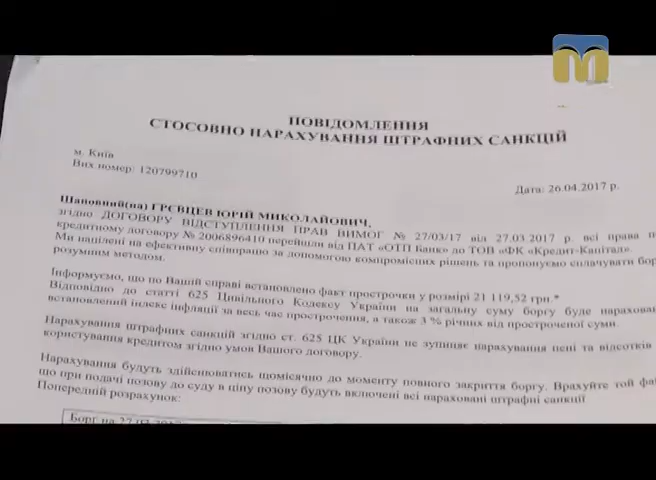 ПОВІДОМЛЕННЯ
СТОСОВНО НАРАХУВАННЯ ШТРАФНИХ САНКЦІЙ
м. Київ
Вих номер: 120799710
Дата: 26.04.2017 р.
Шановний(на) ГРЄВЦЕВ ЮРІЙ МИКОЛАЙОВИЧ,
згідно ДОГОВОРУ ВІДСТУПЛЕННЯ ПРАВ ВИМОГ № 27/03/17 від 27.03.2017 р. всі права
кредитному договору № 2006896410 перейшли від ПАТ «ОТП Банк» до ТОВ «ФК «Кредит-Капітал».
Ми націлені на ефективну співпрацю за допомогою компромісних рішень та пропонуємо сплачувати
розумним методом.
Інформуємо, що по Вашій справі встановлено факт прострочки у розмірі 21 119,52 грн.*
Відповідно до статті 625 Цивільного Кодексу України на загальну суму боргу буде
встановлений індекс інфляції за весь час прострочення, а також 3 % річних від простроченої суми.
Нарахування штрафних санкцій згідно ст. 625 ЦК України не зупиняє нарахування пені та відсотків
користування кредитом згідно умов Вашого договору.
Нарахування будуть здійснюватись щомісячно до моменту повного закриття боргу. Врахуйте той
що при подачі позову до суду в ціну позову будуть включені всі нараховані штрафні санкції
Попередній розрахунок:
Борг на